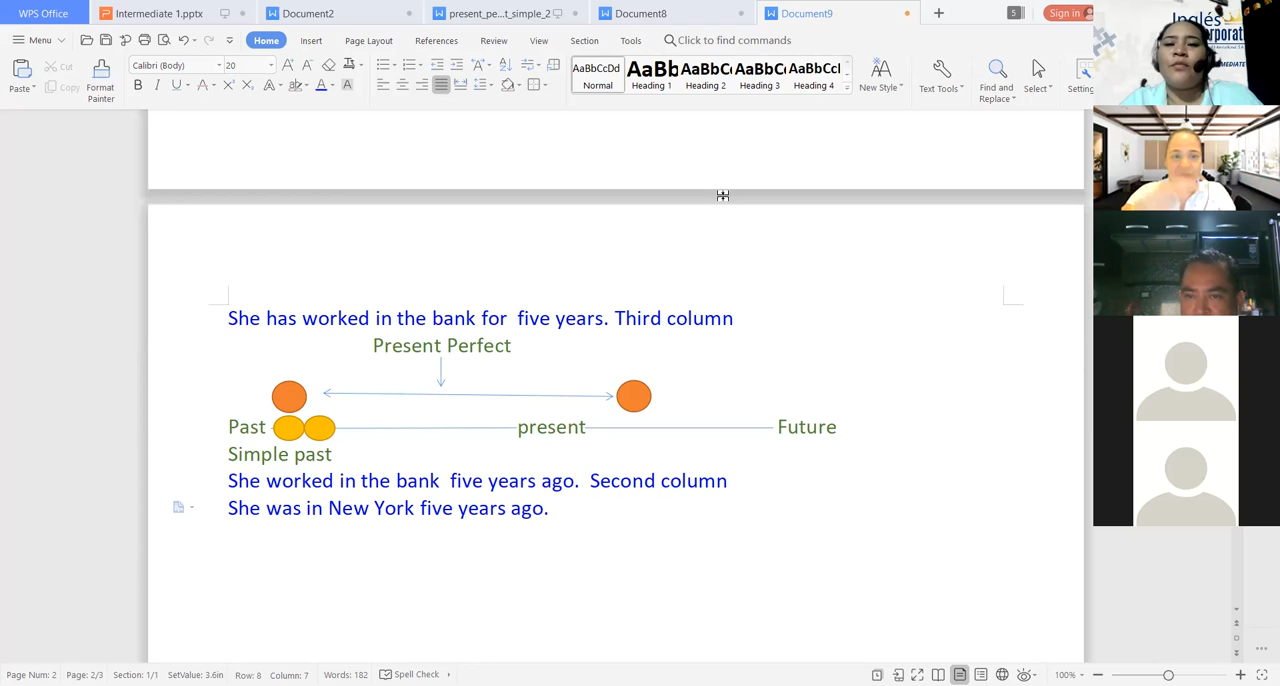 WPS Office
Intermediate 1.pptx
Document2
present_pe...t_simple_2
Document8
Document9
S
Sign in
Menu
Home
Insert
Page Layout
References
Review
View
Section
Tools
Click to find commands
Paste
Cut
Copy
Format Painter
Calibri (Body)
20
AaBbCcDd
Normal
AaBb
Heading 1
AaBbC
Heading 2
AaBbC
Heading 3
AaBbCcI
Heading 4
New Style
Text Tools
Find and Replace
Select
Setting
Inglés
She has worked in the bank for  five years. Third column
Present Perfect
Past
present
Future
Simple past
She worked in the bank  five years ago.  Second column
She was in New York five years ago.
Page Num: 2
Page: 2/3
Section: 1/1
SetValue: 3.6in
Row: 8
Column: 7
Words: 182
Spell Check
100%